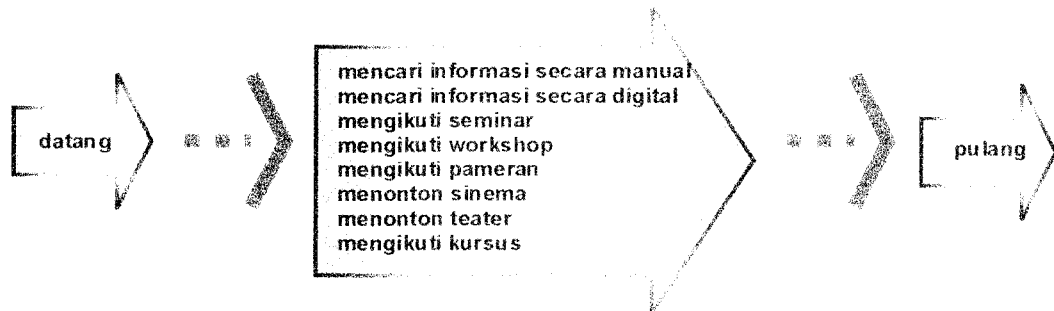 datang
mencari informasi secara manual
mencari informasi secara digital
mengikuti seminar
mengikuti workshop
mengikuti pameran
menonton sinema
menonton teater
mengikuti kursus
pulang